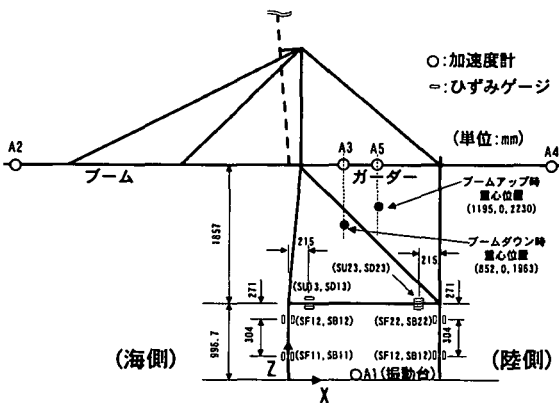 ○:加速度計
▭:ひずみゲージ
(単位:mm)
A2
A3
A5
A4
ブーム
ガーダー
ブームアップ時
重心位置
(1195,0,2230)
ブームダウン時
重心位置
(852,0,1963)
1857
215
215
(SU13,SD13)
(SU23,SD23)
271
271
(SF12,SB12)
(SF22,SB22)
996.7
304
304
(SF11,SB11)
(SF12,SB12)
(海側)
(陸側)
Z
X
A1(振動台)